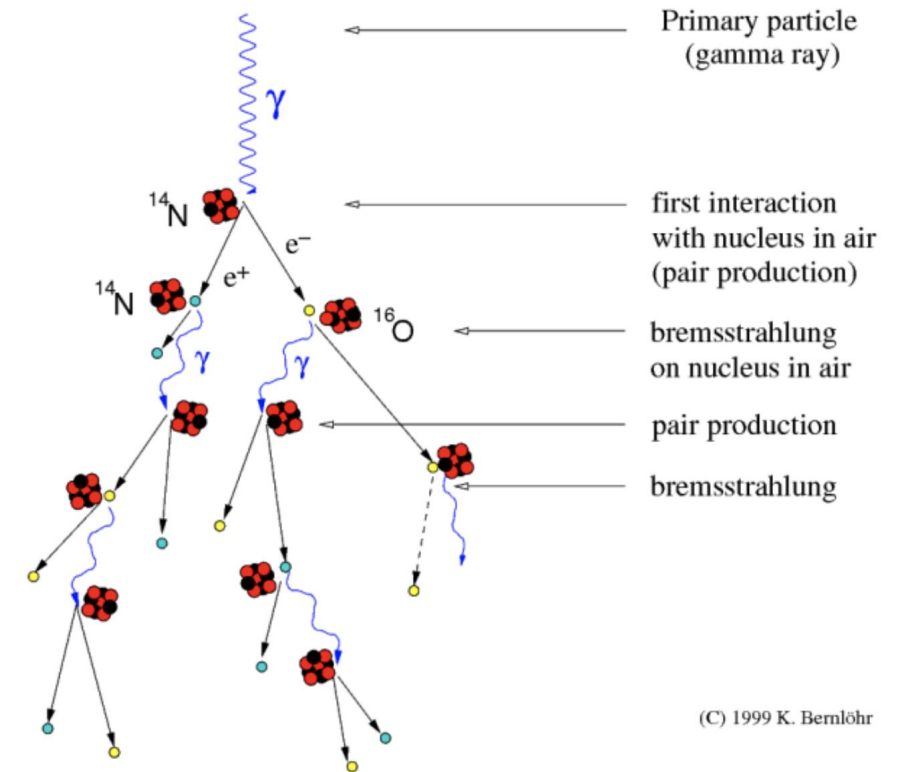 Primary particle
(gamma ray)
γ
¹⁴N
first interaction
with nucleus in air
(pair production)
e⁻
e⁺
¹⁴N
¹⁶O
bremsstrahlung
on nucleus in air
γ
γ
pair production
bremsstrahlung
(C) 1999 K. Bernlöhr